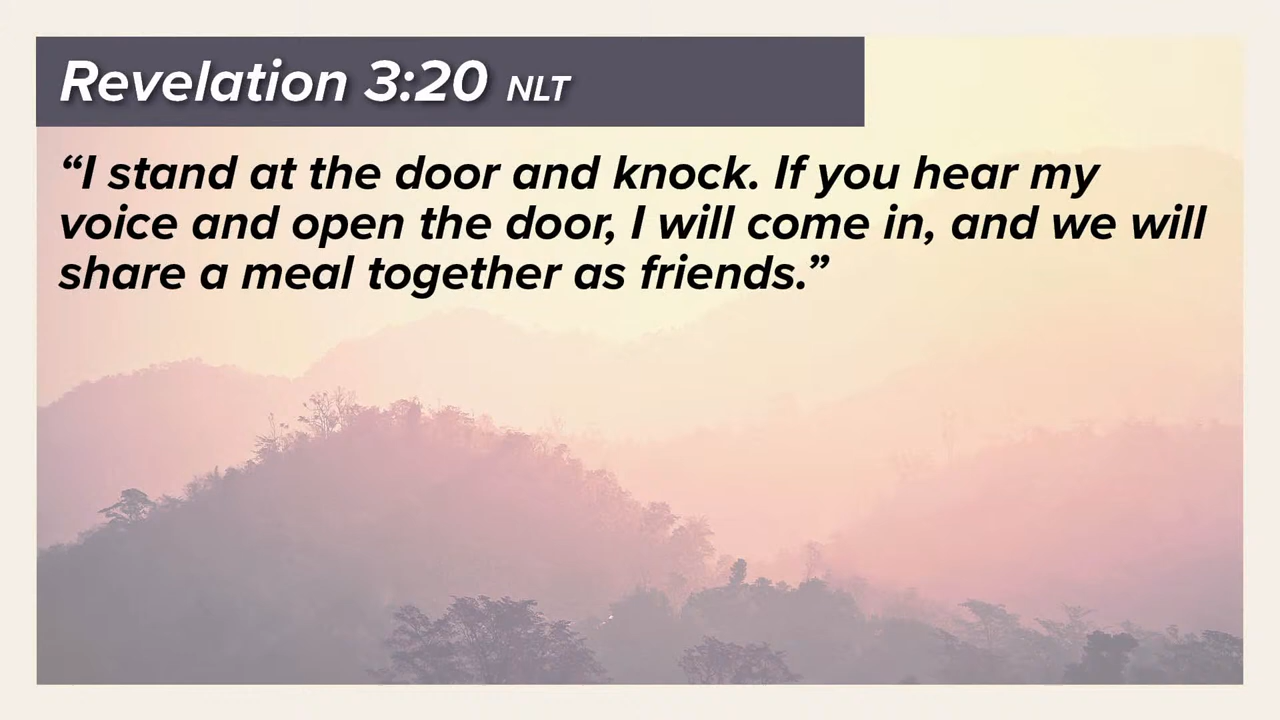 Revelation 3:20 NLT
“I stand at the door and knock. If you hear my
voice and open the door, I will come in, and we will
share a meal together as friends.”